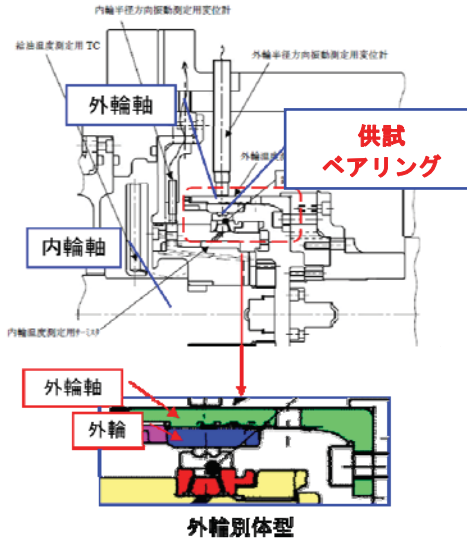 内輪半径方向振動測定用変位計
給油温度測定用TC
外輪半径方向振動測定用変位計
外輪軸
供試
ベアリング
外輪温度
内輪軸
内輪温度測定用サーミスタ
外輪軸
外輪
外輪別体型